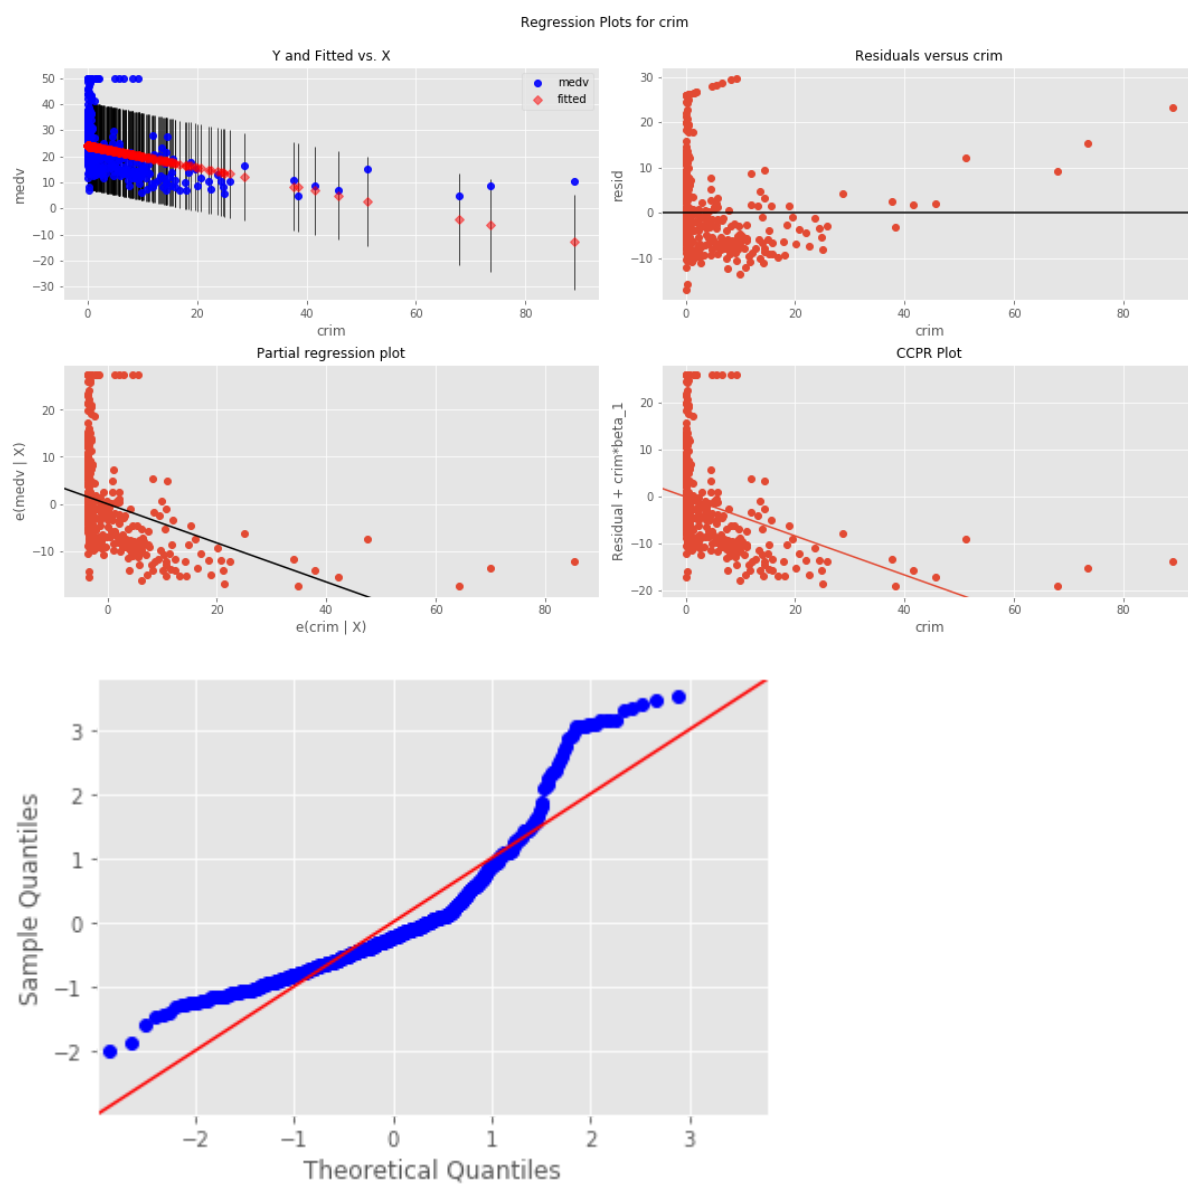 Regression Plots for crim
Y and Fitted vs. X
50
40
30
20
10
0
−10
−20
−30
medv
medv
fitted
0 20 40 60 80
crim
Residuals versus crim
30
20
10
0
−10
resid
0 20 40 60 80
crim
Partial regression plot
20
10
0
−10
e(medv | X)
0 20 40 60 80
e(crim | X)
CCPR Plot
20
10
0
−10
−20
Residual + crim*beta_1
0 20 40 60 80
crim
3
2
1
0
−1
−2
Sample Quantiles
−2 −1 0 1 2 3
Theoretical Quantiles